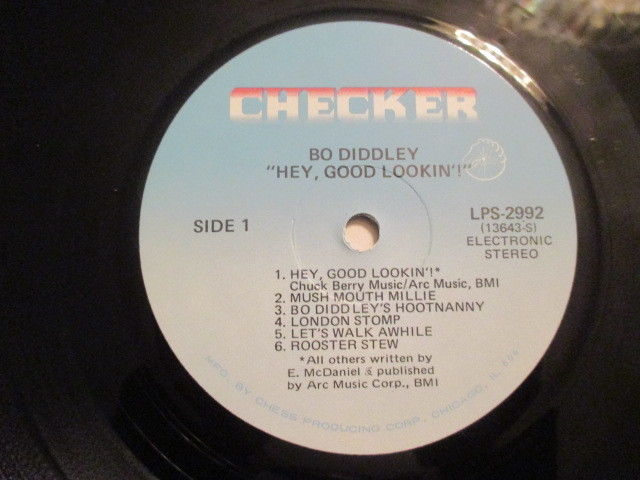 CHECKER
BO DIDDLEY
"HEY, GOOD LOOKIN'!"
SIDE 1
LPS-2992
(13643-S)
ELECTRONIC
STEREO
1. HEY, GOOD LOOKIN'!*
Chuck Berry Music/Arc Music, BMI
2. MUSH MOUTH MILLIE
3. BO DIDDLEY'S HOOTNANNY
4. LONDON STOMP
5. LET'S WALK AWHILE
6. ROOSTER STEW
*All others written by
E. McDaniel & published
by Arc Music Corp., BMI
MFG. BY CHESS PRODUCING CORP., CHICAGO, IL. USA